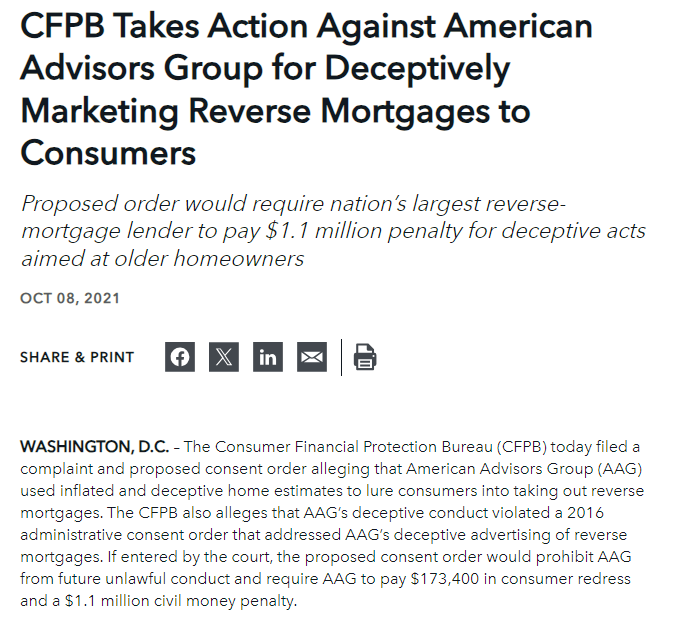 CFPB Takes Action Against American
Advisors Group for Deceptively
Marketing Reverse Mortgages to
Consumers
Proposed order would require nation’s largest reverse-
mortgage lender to pay $1.1 million penalty for deceptive acts
aimed at older homeowners
OCT 08, 2021
SHARE & PRINT
WASHINGTON, D.C. – The Consumer Financial Protection Bureau (CFPB) today filed a
complaint and proposed consent order alleging that American Advisors Group (AAG)
used inflated and deceptive home estimates to lure consumers into taking out reverse
mortgages. The CFPB also alleges that AAG’s deceptive conduct violated a 2016
administrative consent order that addressed AAG’s deceptive advertising of reverse
mortgages. If entered by the court, the proposed consent order would prohibit AAG
from future unlawful conduct and require AAG to pay $173,400 in consumer redress
and a $1.1 million civil money penalty.